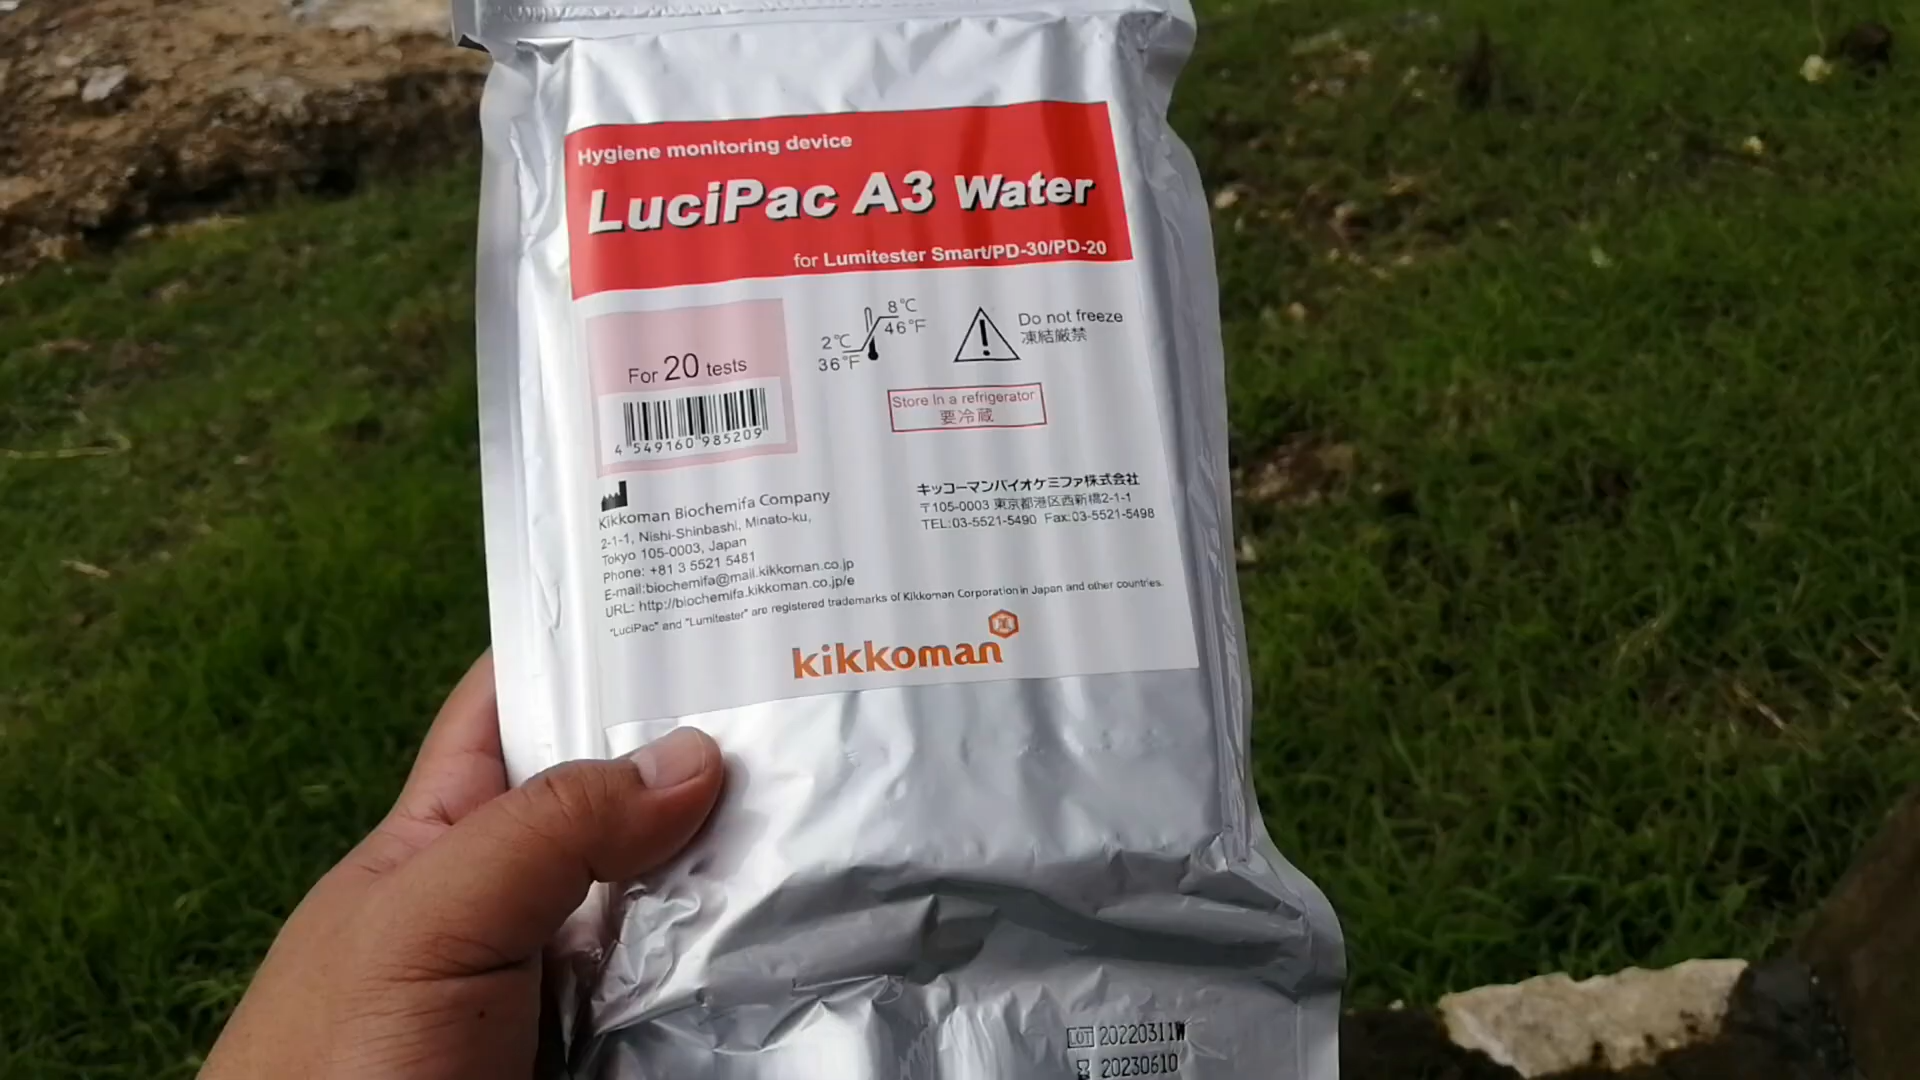 Hygiene monitoring device
LuciPac A3 Water
for Lumitester Smart/PD-30/PD-20
For 20 tests
4 549160 985209
2℃
36°F
8℃
46°F
Do not freeze
凍結厳禁
Store In a refrigerator
要冷蔵
Kikkoman Biochemifa Company
2-1-1, Nishi-Shinbashi, Minato-ku,
Tokyo 105-0003, Japan
Phone: +81 3 5521 5481
E-mail:biochemifa@mail.kikkoman.co.jp
URL: http://biochemifa.kikkoman.co.jp/e
キッコーマンバイオケミファ株式会社
〒105-0003 東京都港区西新橋2-1-1
TEL:03-5521-5490 Fax:03-5521-5498
"LuciPac" and "Lumitester" are registered trademarks of Kikkoman Corporation in Japan and other countries.
kikkoman
LOT 20220311W
20230610